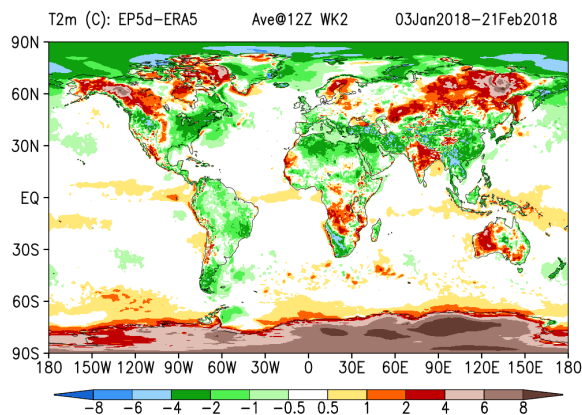 T2m (C): EP5d-ERA5 Ave@12Z WK2 03Jan2018-21Feb2018
90N
60N
30N
EQ
30S
60S
90S
180 150W 120W 90W 60W 30W 0 30E 60E 90E 120E 150E 180
-8 -6 -4 -2 -1 -0.5 0.5 1 2 4 6 8